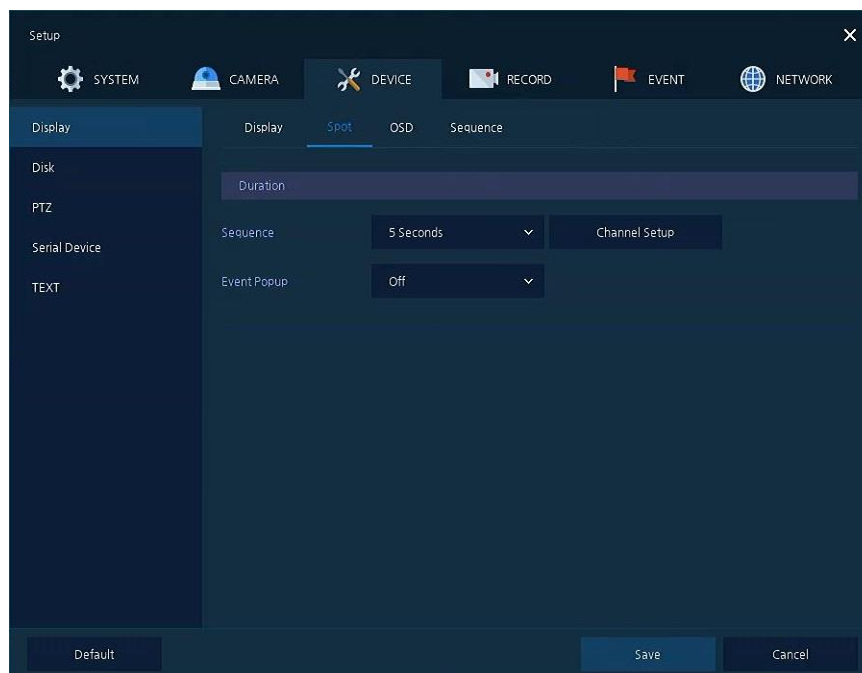 Setup
SYSTEM CAMERA DEVICE RECORD EVENT NETWORK
Display
Disk
PTZ
Serial Device
TEXT
Display Spot OSD Sequence
Duration
Sequence 5 Seconds Channel Setup
Event Popup Off
Default Save Cancel